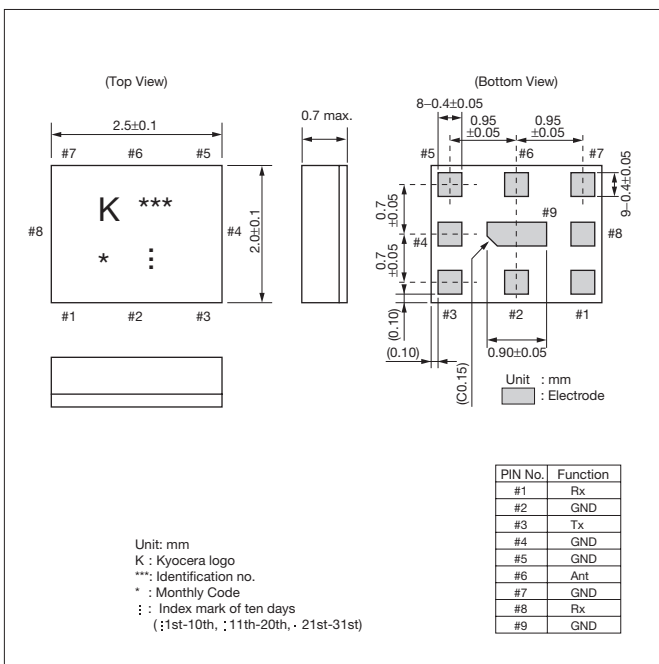 (Top View)
2.5±0.1
#7 #6 #5
K ***
* ⋮
#8
#4
2.0±0.1
#1 #2 #3
0.7 max.
(Bottom View)
8–0.4±0.05
0.95
±0.05
0.95
±0.05
#5 #6 #7
9–0.4±0.05
0.7
±0.05
#9
#4
#8
0.7
±0.05
#3 #2 #1
(0.10)
(0.10)
0.90±0.05
(C0.15)
Unit : mm
: Electrode
PIN No. Function
#1 Rx
#2 GND
#3 Tx
#4 GND
#5 GND
#6 Ant
#7 GND
#8 Rx
#9 GND
Unit: mm
K : Kyocera logo
***: Identification no.
* : Monthly Code
⋮ : Index mark of ten days
(⋮1st-10th, :11th-20th, · 21st-31st)